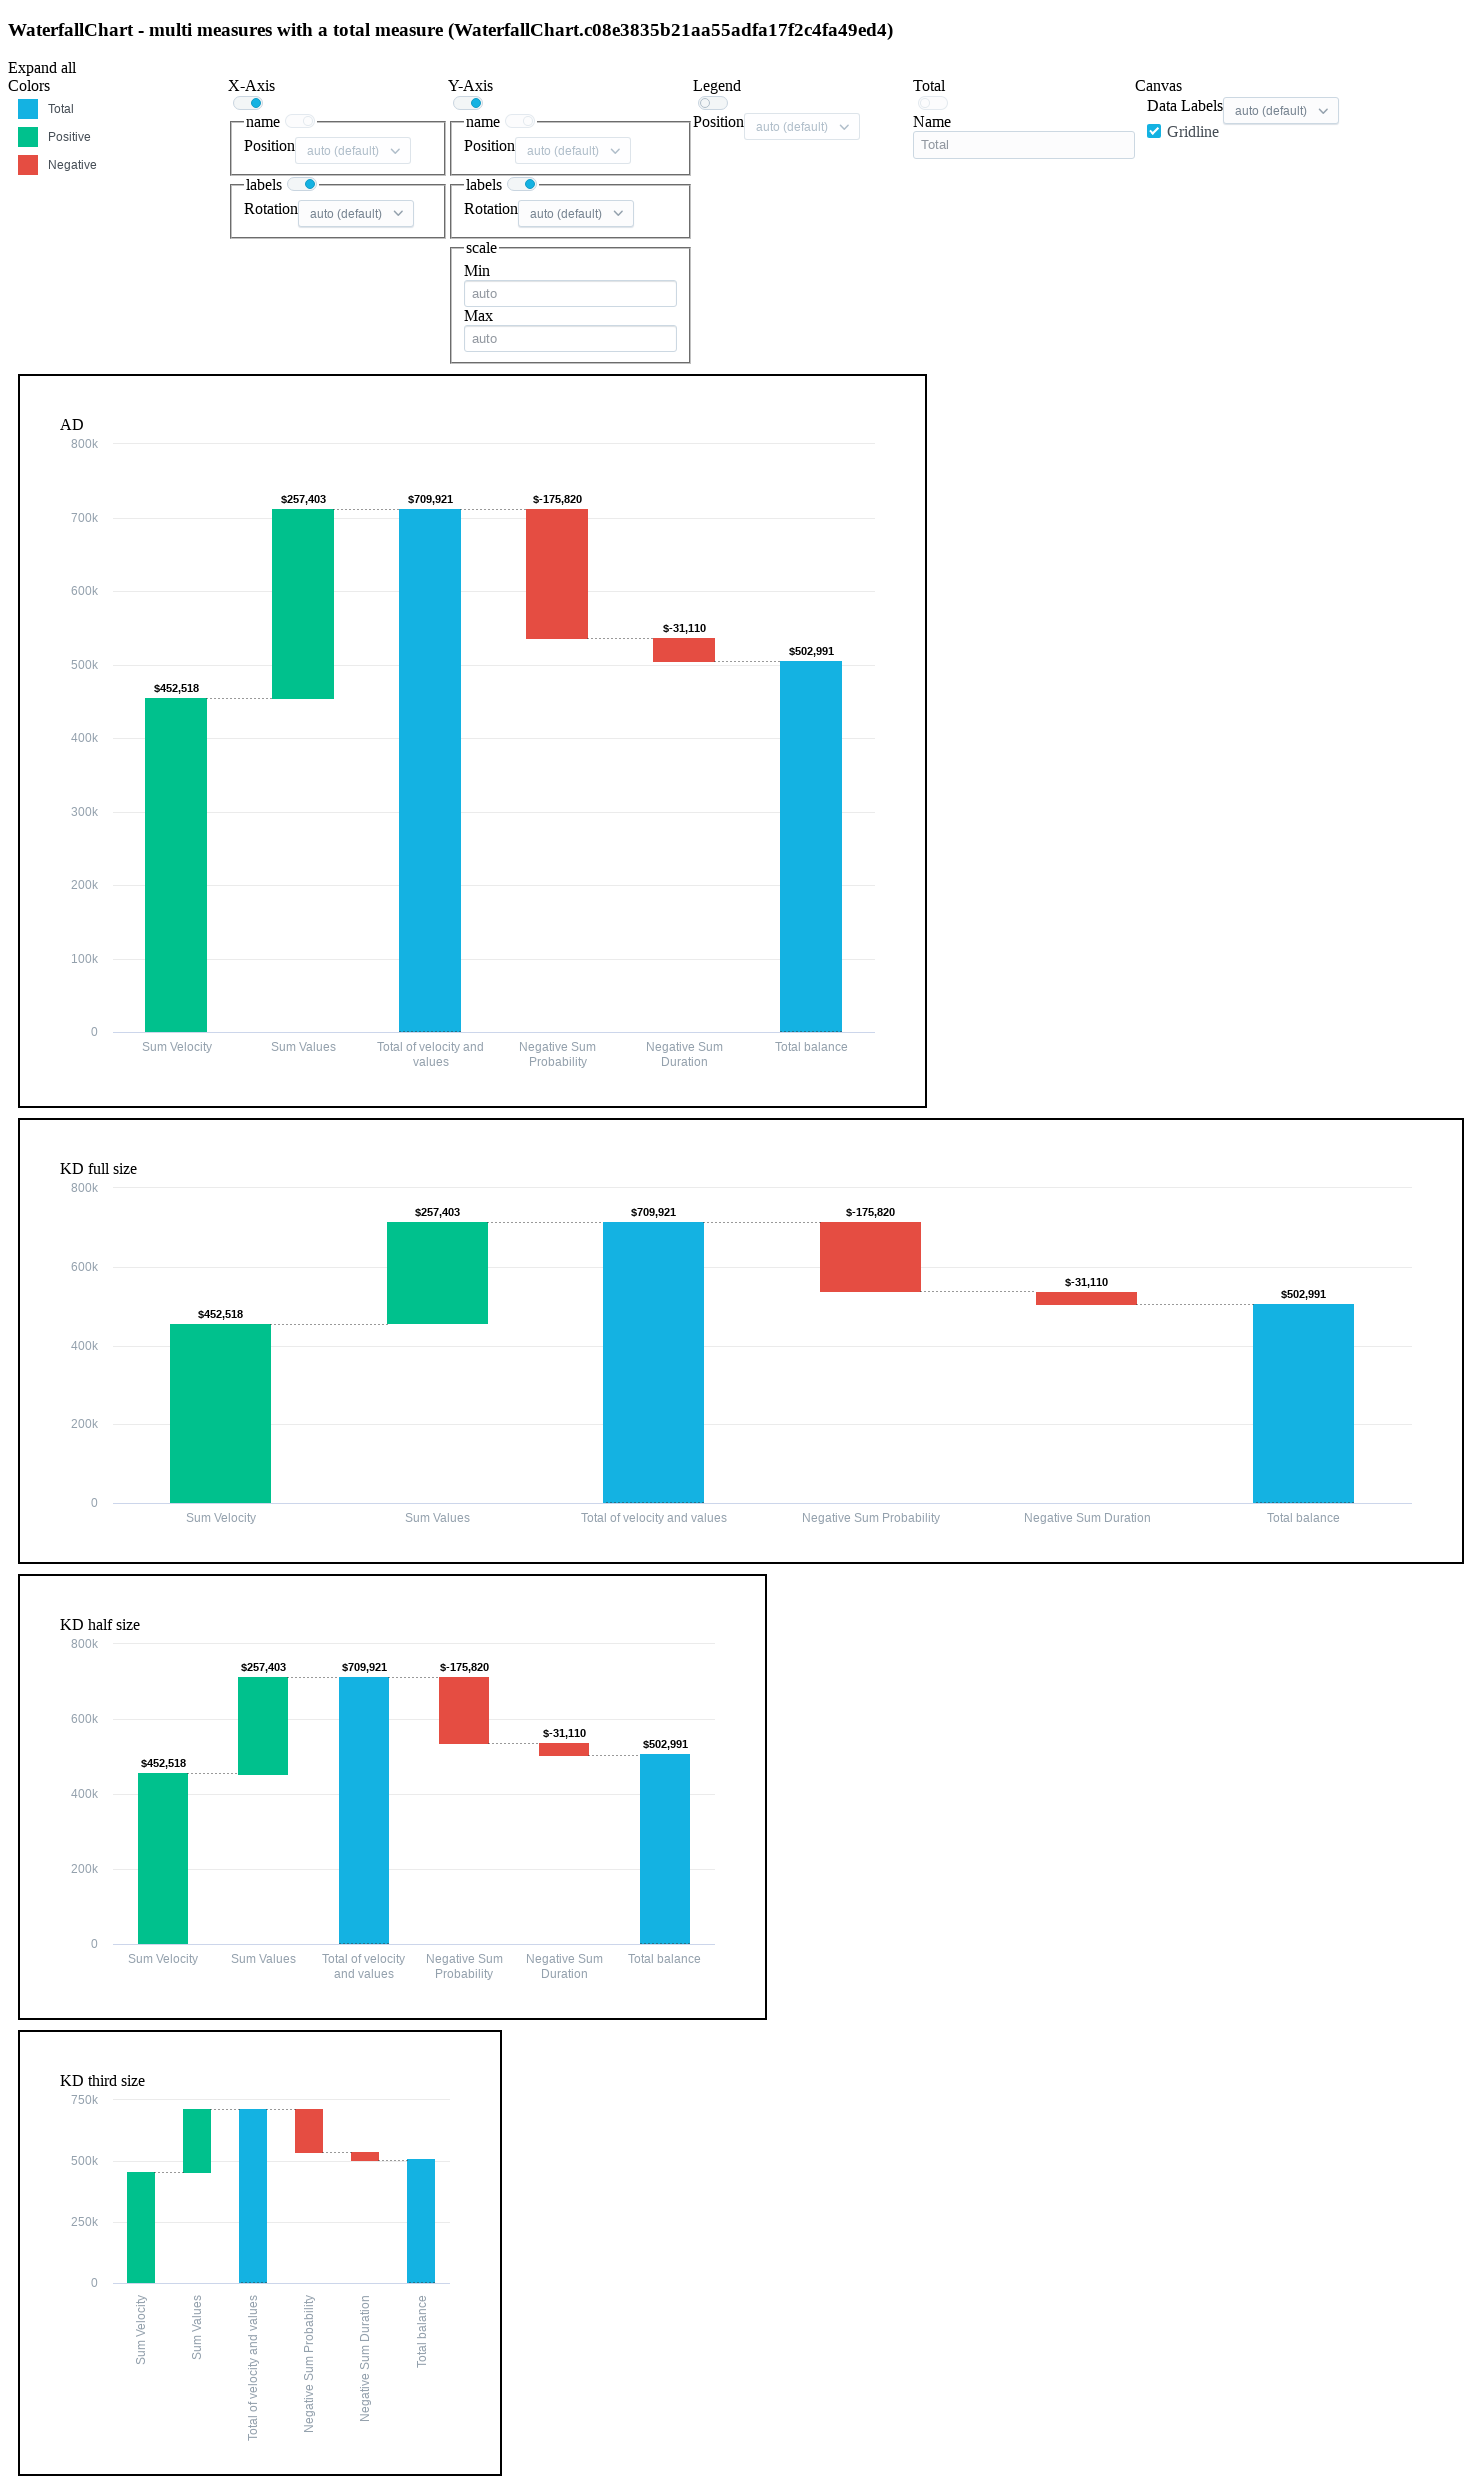 WaterfallChart - multi measures with a total measure (WaterfallChart.c08e3835b21aa55adfa17f2c4fa49ed4)
Expand all
Colors
Total
Positive
Negative
X-Axis
name
Position auto (default)
labels
Rotation auto (default)
Y-Axis
name
Position auto (default)
labels
Rotation auto (default)
scale
Min
auto
Max
auto
Legend
Position auto (default)
Total
Name
Total
Canvas
Data Labels auto (default)
Gridline
AD
800k
700k
600k
500k
400k
300k
200k
100k
0
$452,518
$257,403
$709,921
$-175,820
$-31,110
$502,991
Sum Velocity
Sum Values
Total of velocity and
values
Negative Sum
Probability
Negative Sum
Duration
Total balance
KD full size
800k
600k
400k
200k
0
$452,518
$257,403
$709,921
$-175,820
$-31,110
$502,991
Sum Velocity
Sum Values
Total of velocity and values
Negative Sum Probability
Negative Sum Duration
Total balance
KD half size
800k
600k
400k
200k
0
$452,518
$257,403
$709,921
$-175,820
$-31,110
$502,991
Sum Velocity
Sum Values
Total of velocity
and values
Negative Sum
Probability
Negative Sum
Duration
Total balance
KD third size
750k
500k
250k
0
Sum Velocity
Sum Values
Total of velocity and values
Negative Sum Probability
Negative Sum Duration
Total balance